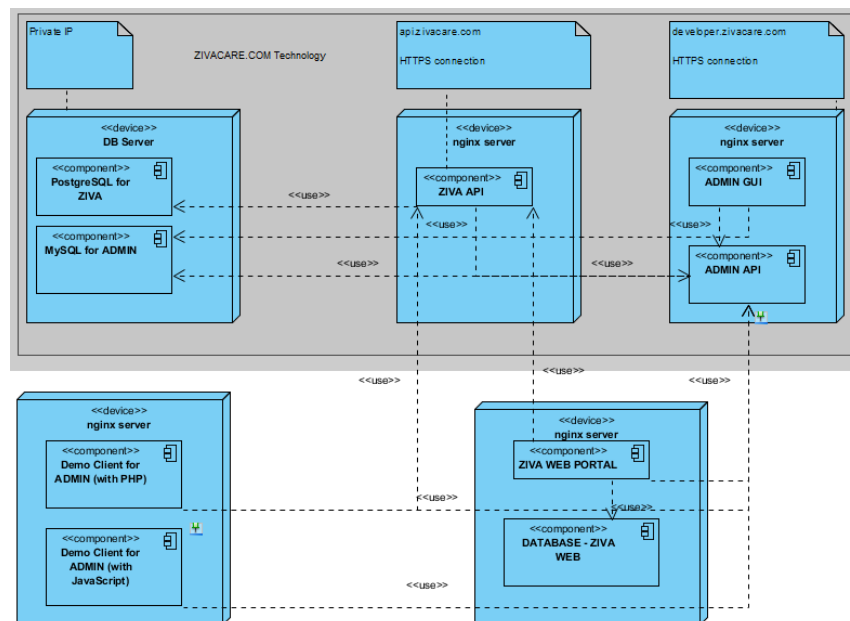 Private IP
ZIVACARE.COM Technology
api.zivacare.com
HTTPS connection
developer.zivacare.com
HTTPS connection
<<device>>
DB Server
<<component>>
PostgreSQL for
ZIVA
<<component>>
MySQL for ADMIN
<<use>>
<<use>>
<<use>>
<<device>>
nginx server
<<component>>
ZIVA API
<<device>>
nginx server
<<component>>
ADMIN GUI
<<use>>
<<component>>
ADMIN API
<<use>>
<<use>>
<<use>>
<<use>>
<<device>>
nginx server
<<component>>
Demo Client for
ADMIN (with PHP)
<<component>>
Demo Client for
ADMIN (with
JavaScript)
<<use>>
<<use>>
<<device>>
nginx server
<<component>>
ZIVA WEB PORTAL
<<use>>
<<component>>
DATABASE - ZIVA
WEB